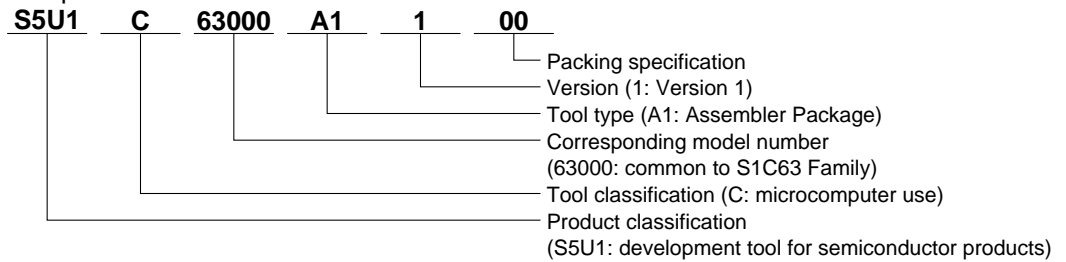 S5U1 C 63000 A1 1 00
Packing specification
Version (1: Version 1)
Tool type (A1: Assembler Package)
Corresponding model number
(63000: common to S1C63 Family)
Tool classification (C: microcomputer use)
Product classification
(S5U1: development tool for semiconductor products)